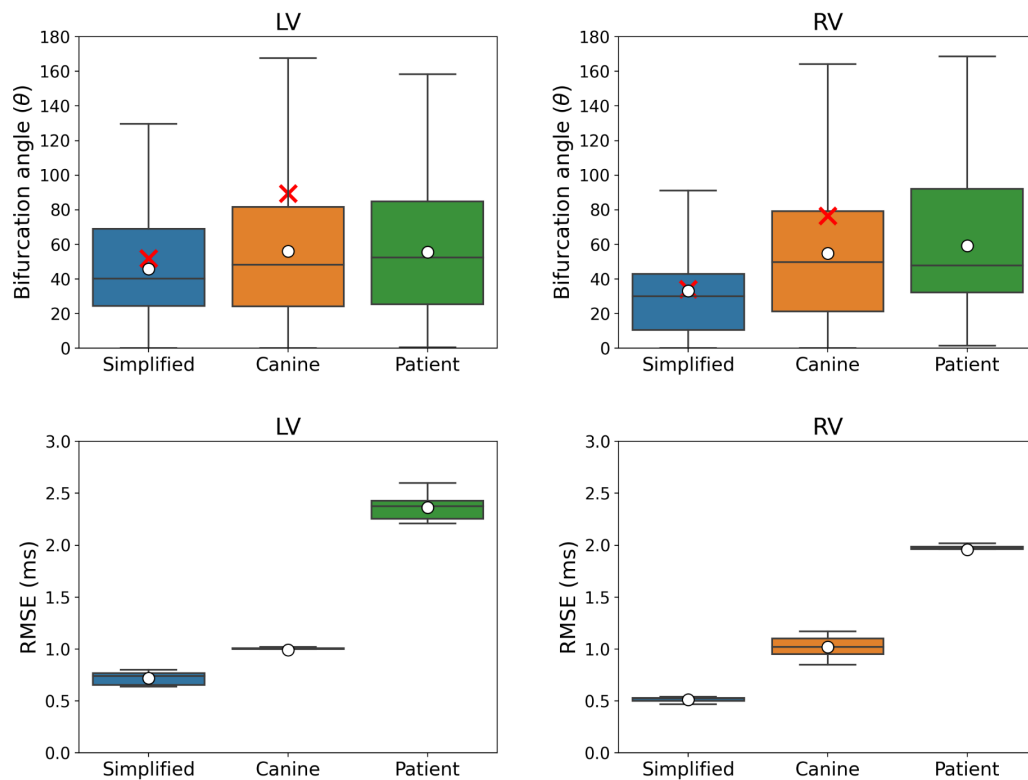 LV
Bifurcation angle (θ)
180
160
140
120
100
80
60
40
20
0
Simplified Canine Patient
RV
Bifurcation angle (θ)
180
160
140
120
100
80
60
40
20
0
Simplified Canine Patient
LV
RMSE (ms)
3.0
2.5
2.0
1.5
1.0
0.5
0.0
Simplified Canine Patient
RV
RMSE (ms)
3.0
2.5
2.0
1.5
1.0
0.5
0.0
Simplified Canine Patient